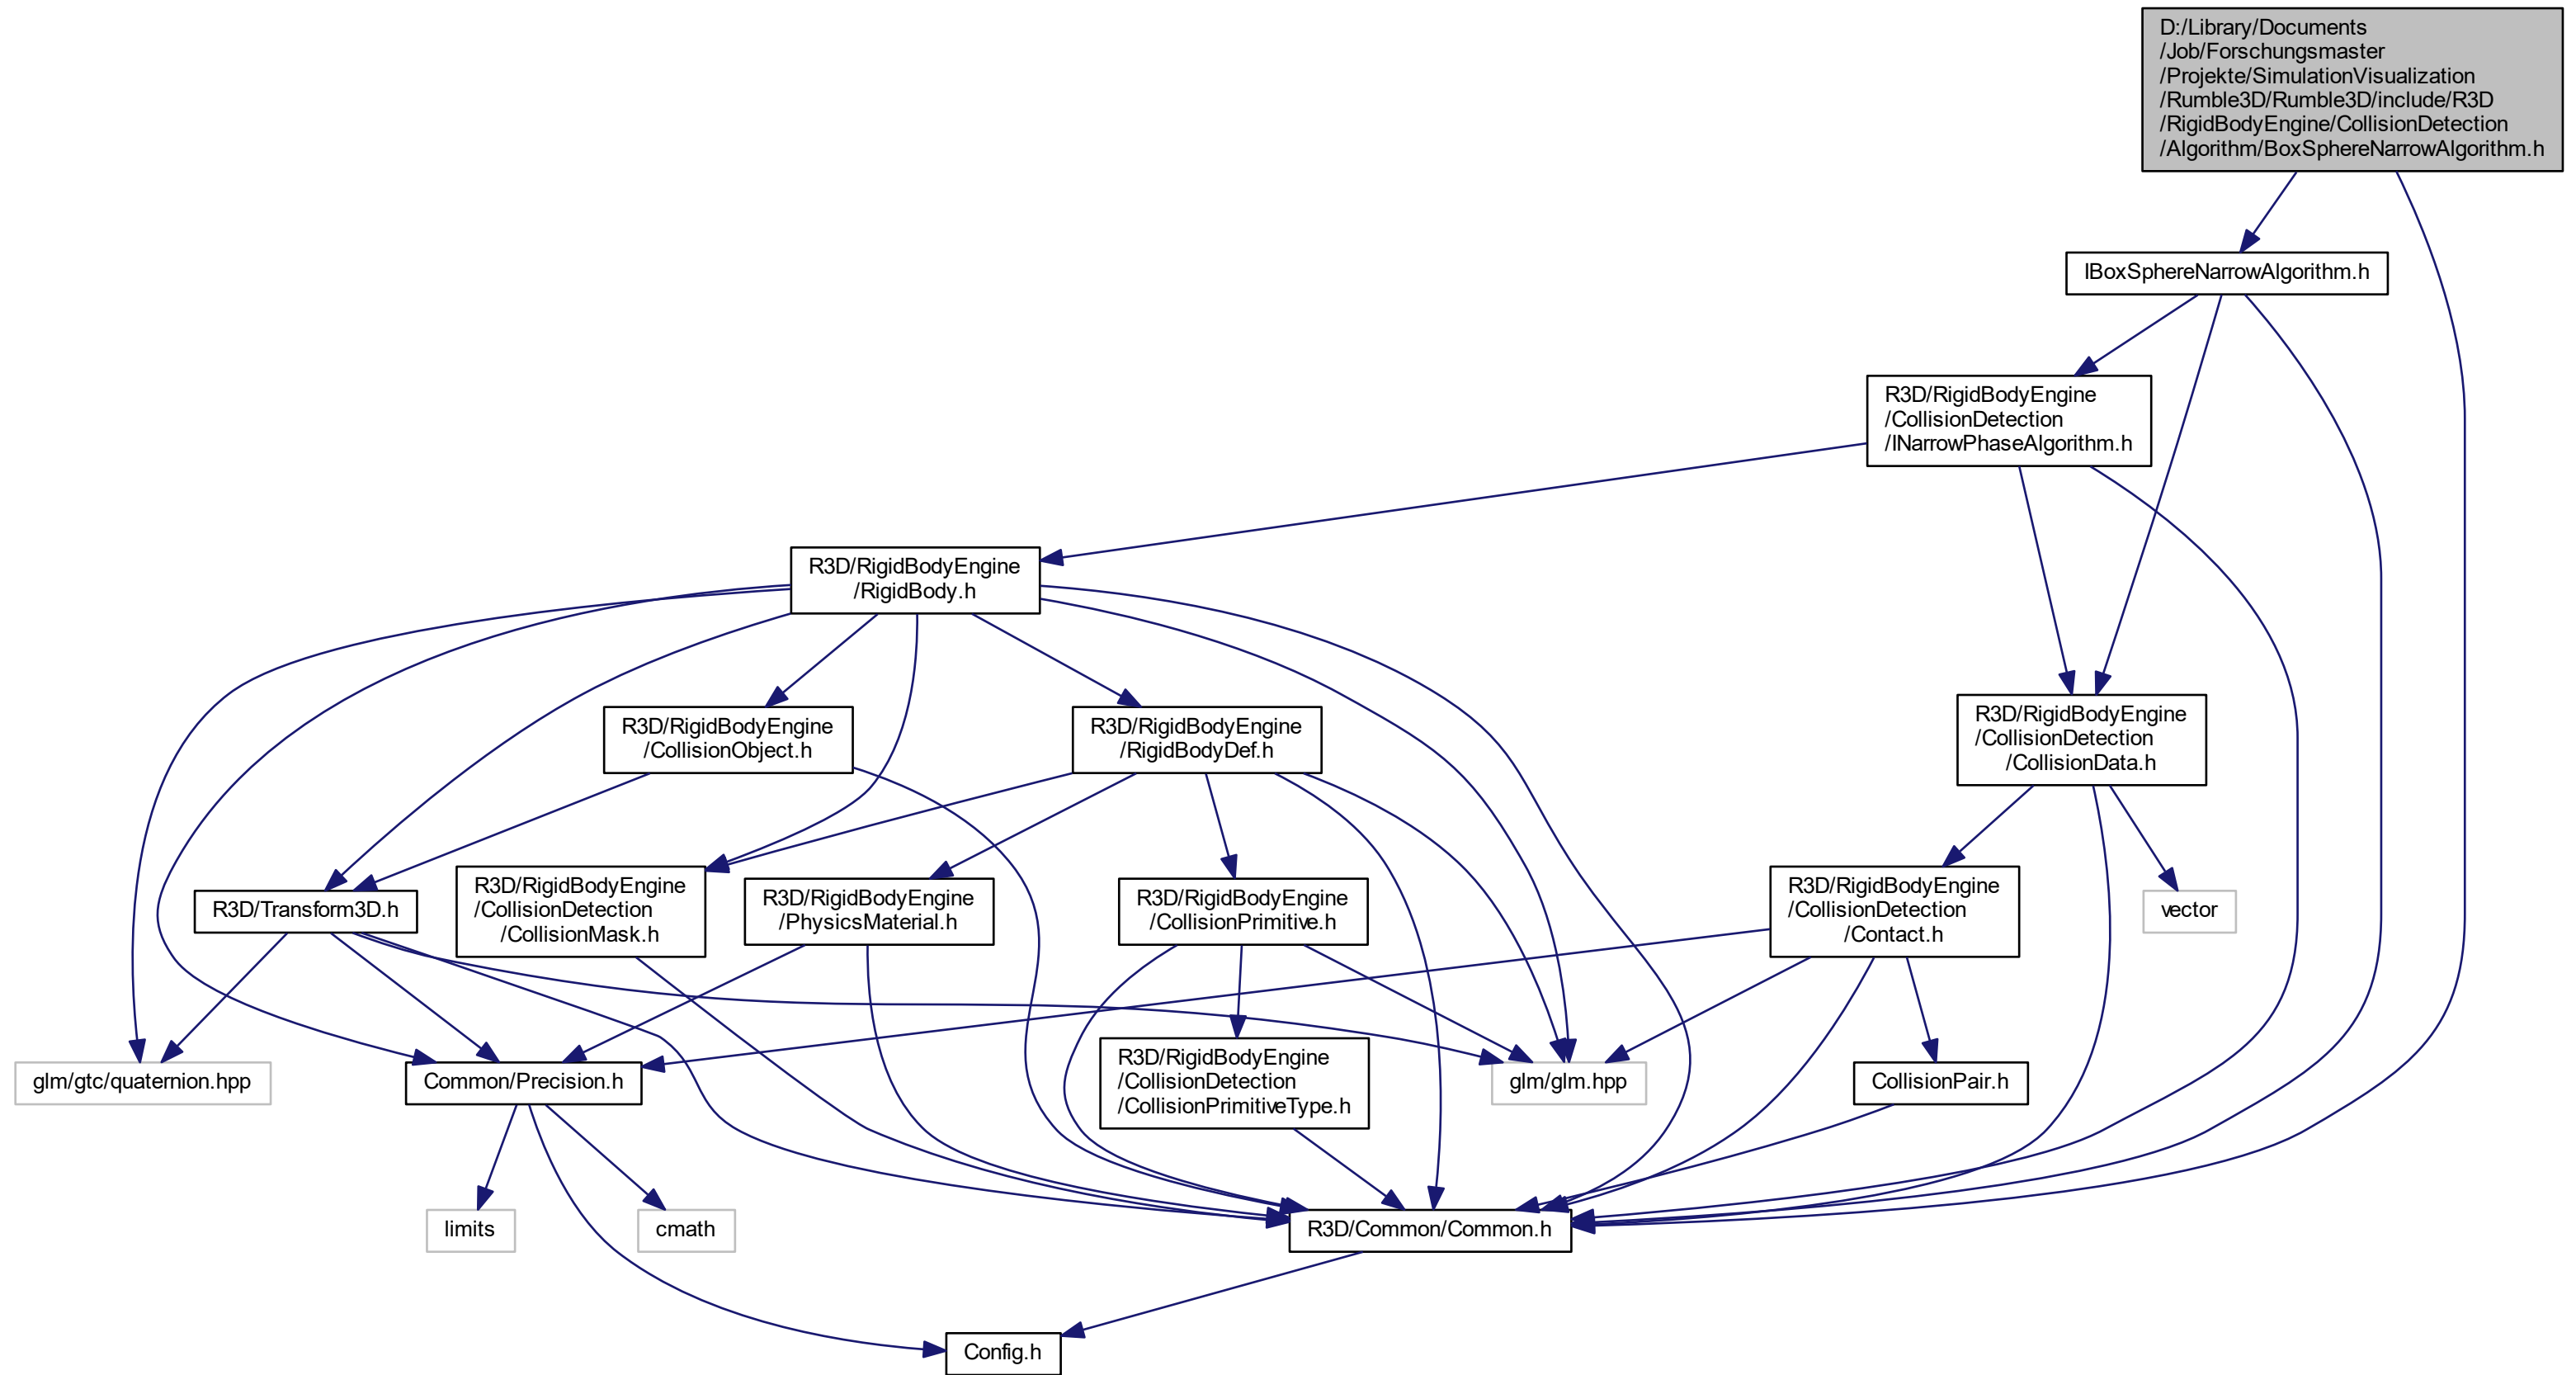 D:/Library/Documents
/Job/Forschungsmaster
/Projekte/SimulationVisualization
/Rumble3D/Rumble3D/include/R3D
/RigidBodyEngine/CollisionDetection
/Algorithm/BoxSphereNarrowAlgorithm.h
IBoxSphereNarrowAlgorithm.h
R3D/RigidBodyEngine
/CollisionDetection
/INarrowPhaseAlgorithm.h
R3D/RigidBodyEngine
/RigidBody.h
R3D/RigidBodyEngine
/CollisionObject.h
R3D/RigidBodyEngine
/RigidBodyDef.h
R3D/RigidBodyEngine
/CollisionDetection
/CollisionData.h
R3D/Transform3D.h
R3D/RigidBodyEngine
/CollisionDetection
/CollisionMask.h
R3D/RigidBodyEngine
/PhysicsMaterial.h
R3D/RigidBodyEngine
/CollisionPrimitive.h
R3D/RigidBodyEngine
/CollisionDetection
/Contact.h
vector
glm/gtc/quaternion.hpp
Common/Precision.h
R3D/RigidBodyEngine
/CollisionDetection
/CollisionPrimitiveType.h
glm/glm.hpp
CollisionPair.h
limits
cmath
R3D/Common/Common.h
Config.h